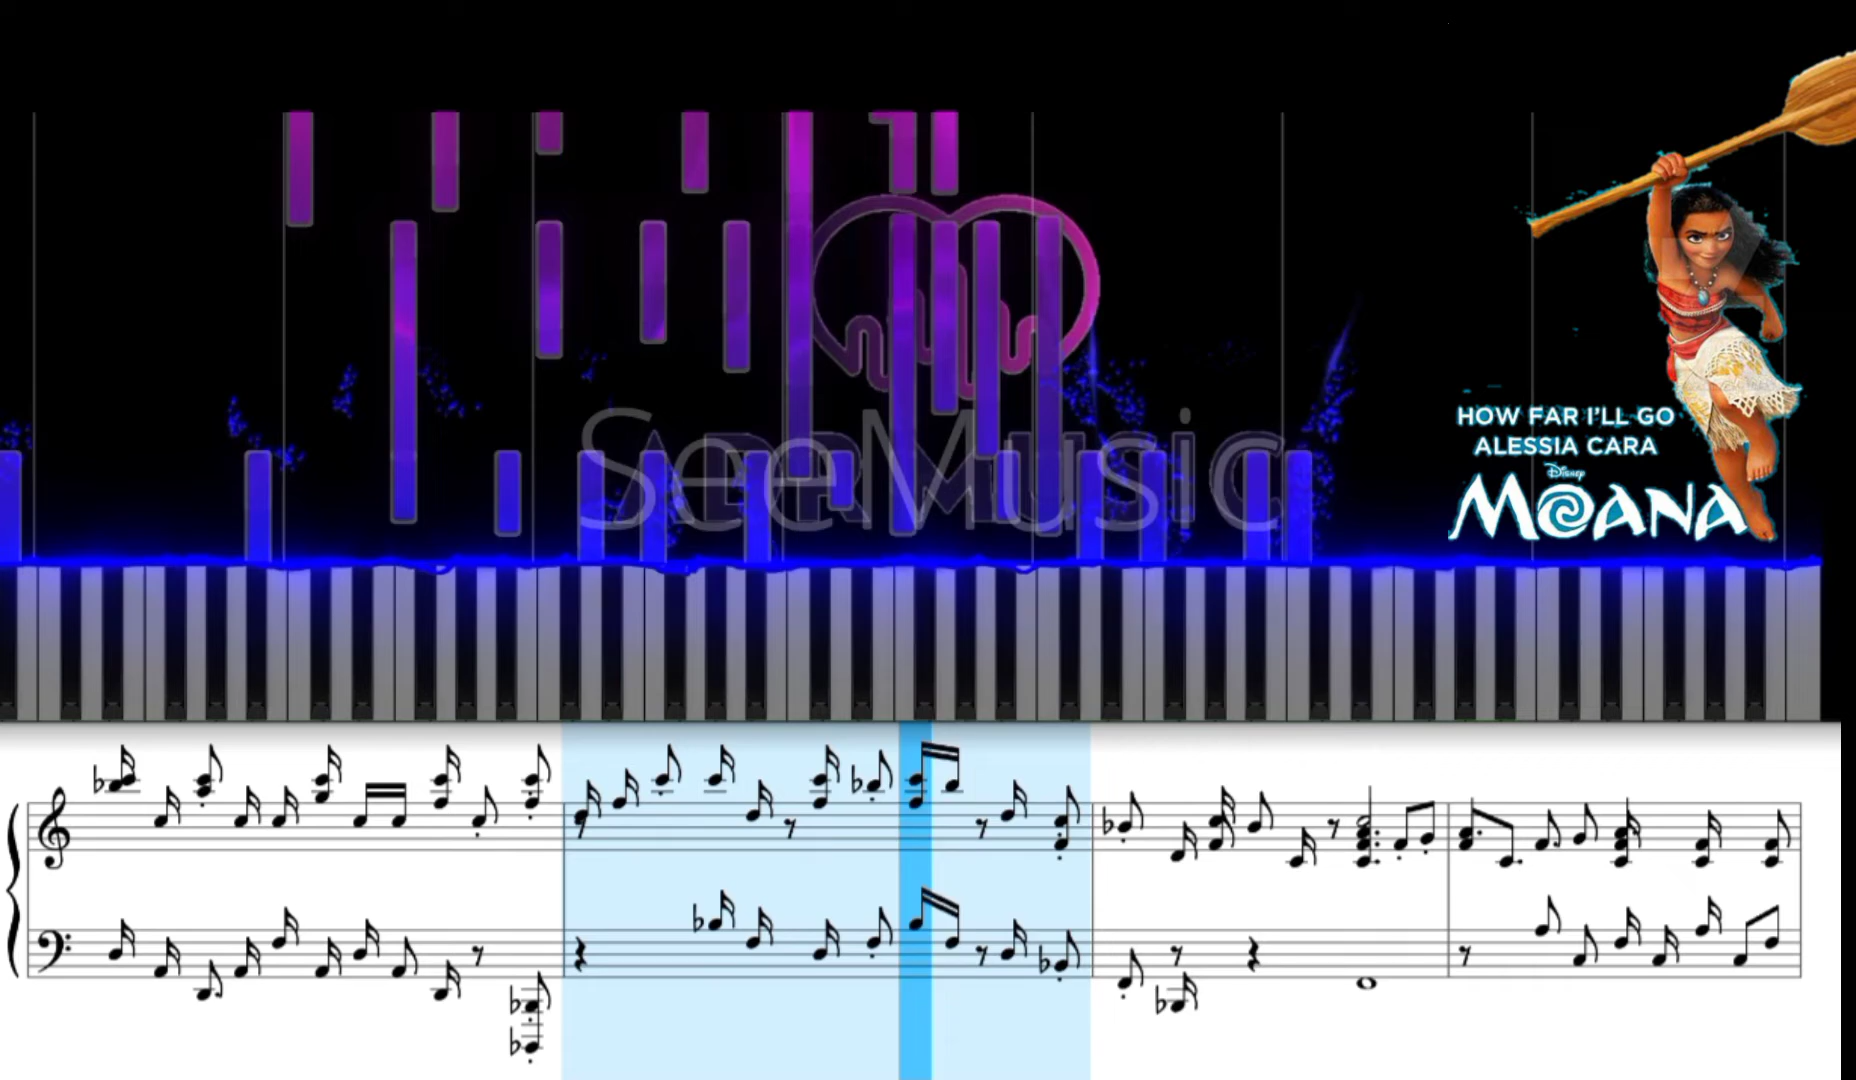 SeeMusic
HOW FAR I'LL GO
ALESSIA CARA
Disney
MOANA